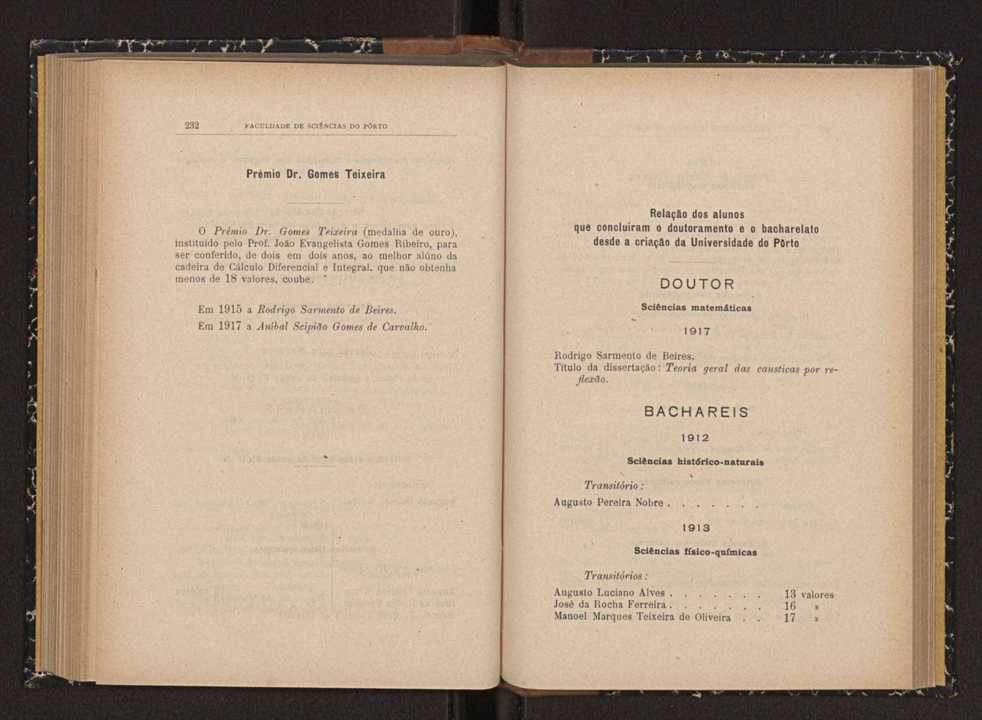 232 FACULDADE DE SCIÊNCIAS DO PÔRTO
Prémio Dr. Gomes Teixeira
O Prémio Dr. Gomes Teixeira (medalha de ouro),
instituído pelo Prof. João Evangelista Gomes Ribeiro, para
ser conferido, de dois em dois anos, ao melhor alúno da
cadeira de Cálculo Diferencial e Integral. que não obtenha
menos de 18 valores, coube:
Em 1915 a Rodrigo Sarmento de Beires.
Em 1917 a Aníbal Scipião Gomes de Carvalho.
Relação dos alunos
que concluiram o doutoramento e o bacharelato
desde a criação da Universidade do Pôrto
DOUTOR
Sciências matemáticas
1917
Rodrigo Sarmento de Beires.
Título da dissertação: Teoria geral das causticas por re-
flexão.
BACHAREIS
1912
Sciências histórico-naturais
Transitório:
Augusto Pereira Nobre . . . . . . .
1913
Sciências físico-químicas
Transitórios:
Augusto Luciano Alves . . . . . . . 13 valores
José da Rocha Ferreira . . . . . . . 16 »
Manoel Marques Teixeira de Oliveira . . 17 »